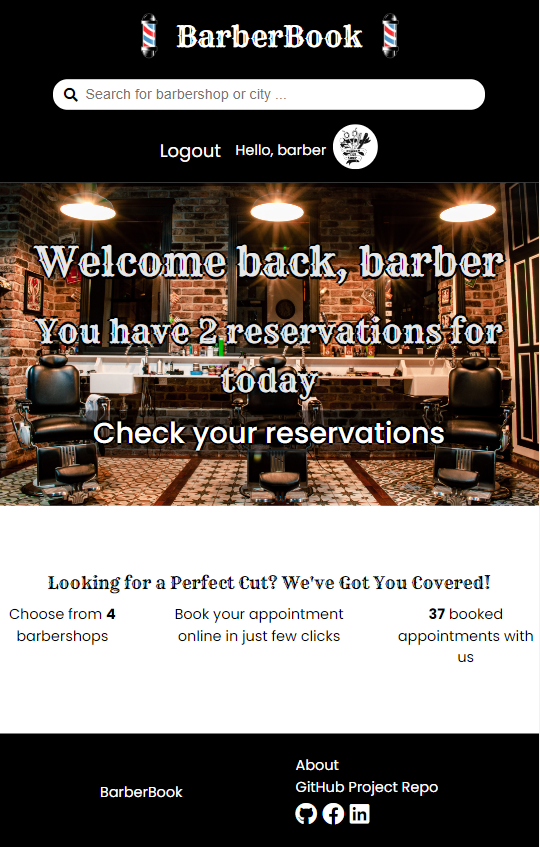 BarberBook
Search for barbershop or city ...
Logout
Hello, barber
Welcome back, barber
You have 2 reservations for
today
Check your reservations
Looking for a Perfect Cut? We've Got You Covered!
Choose from 4
barbershops
Book your appointment
online in just few clicks
37 booked
appointments with
us
BarberBook
About
GitHub Project Repo